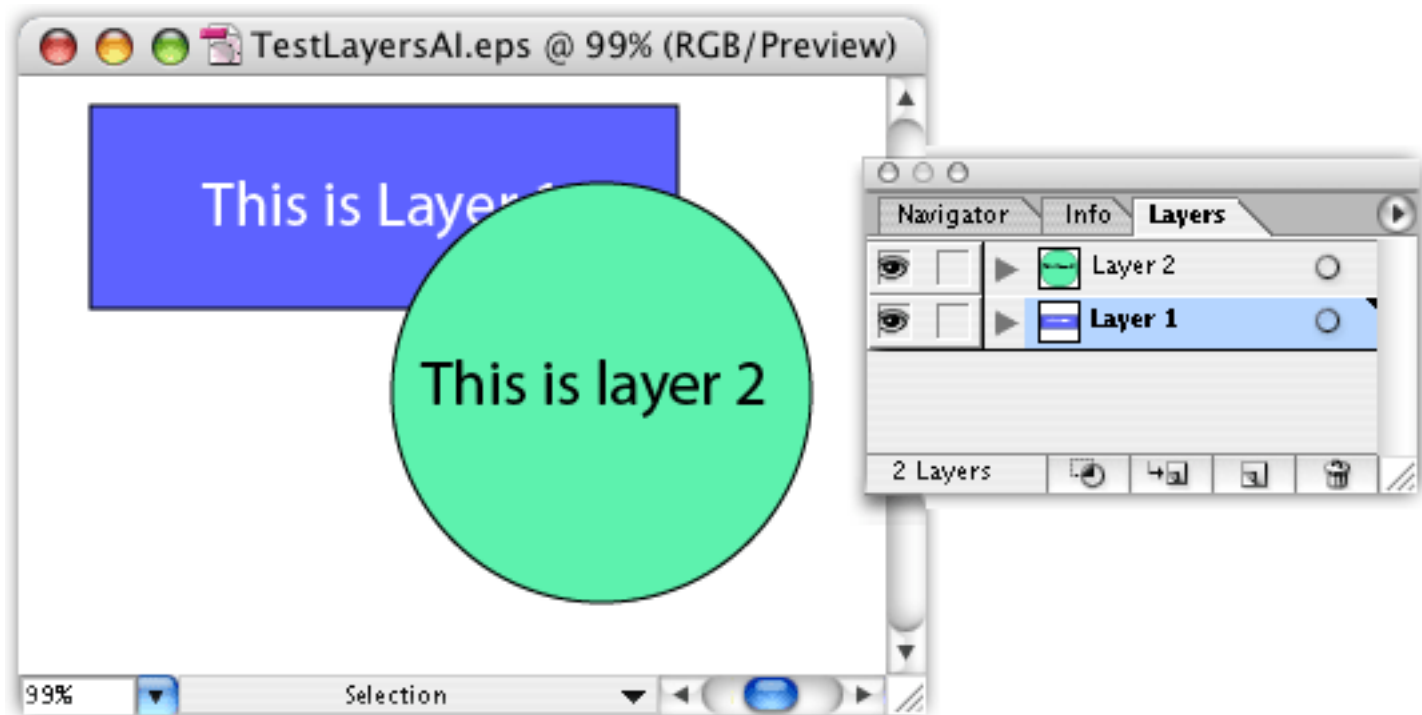 TestLayersAI.eps @ 99% (RGB/Preview)
This is Layer
This is layer 2
Navigator Info Layers
Layer 2
Layer 1
2 Layers
99% Selection